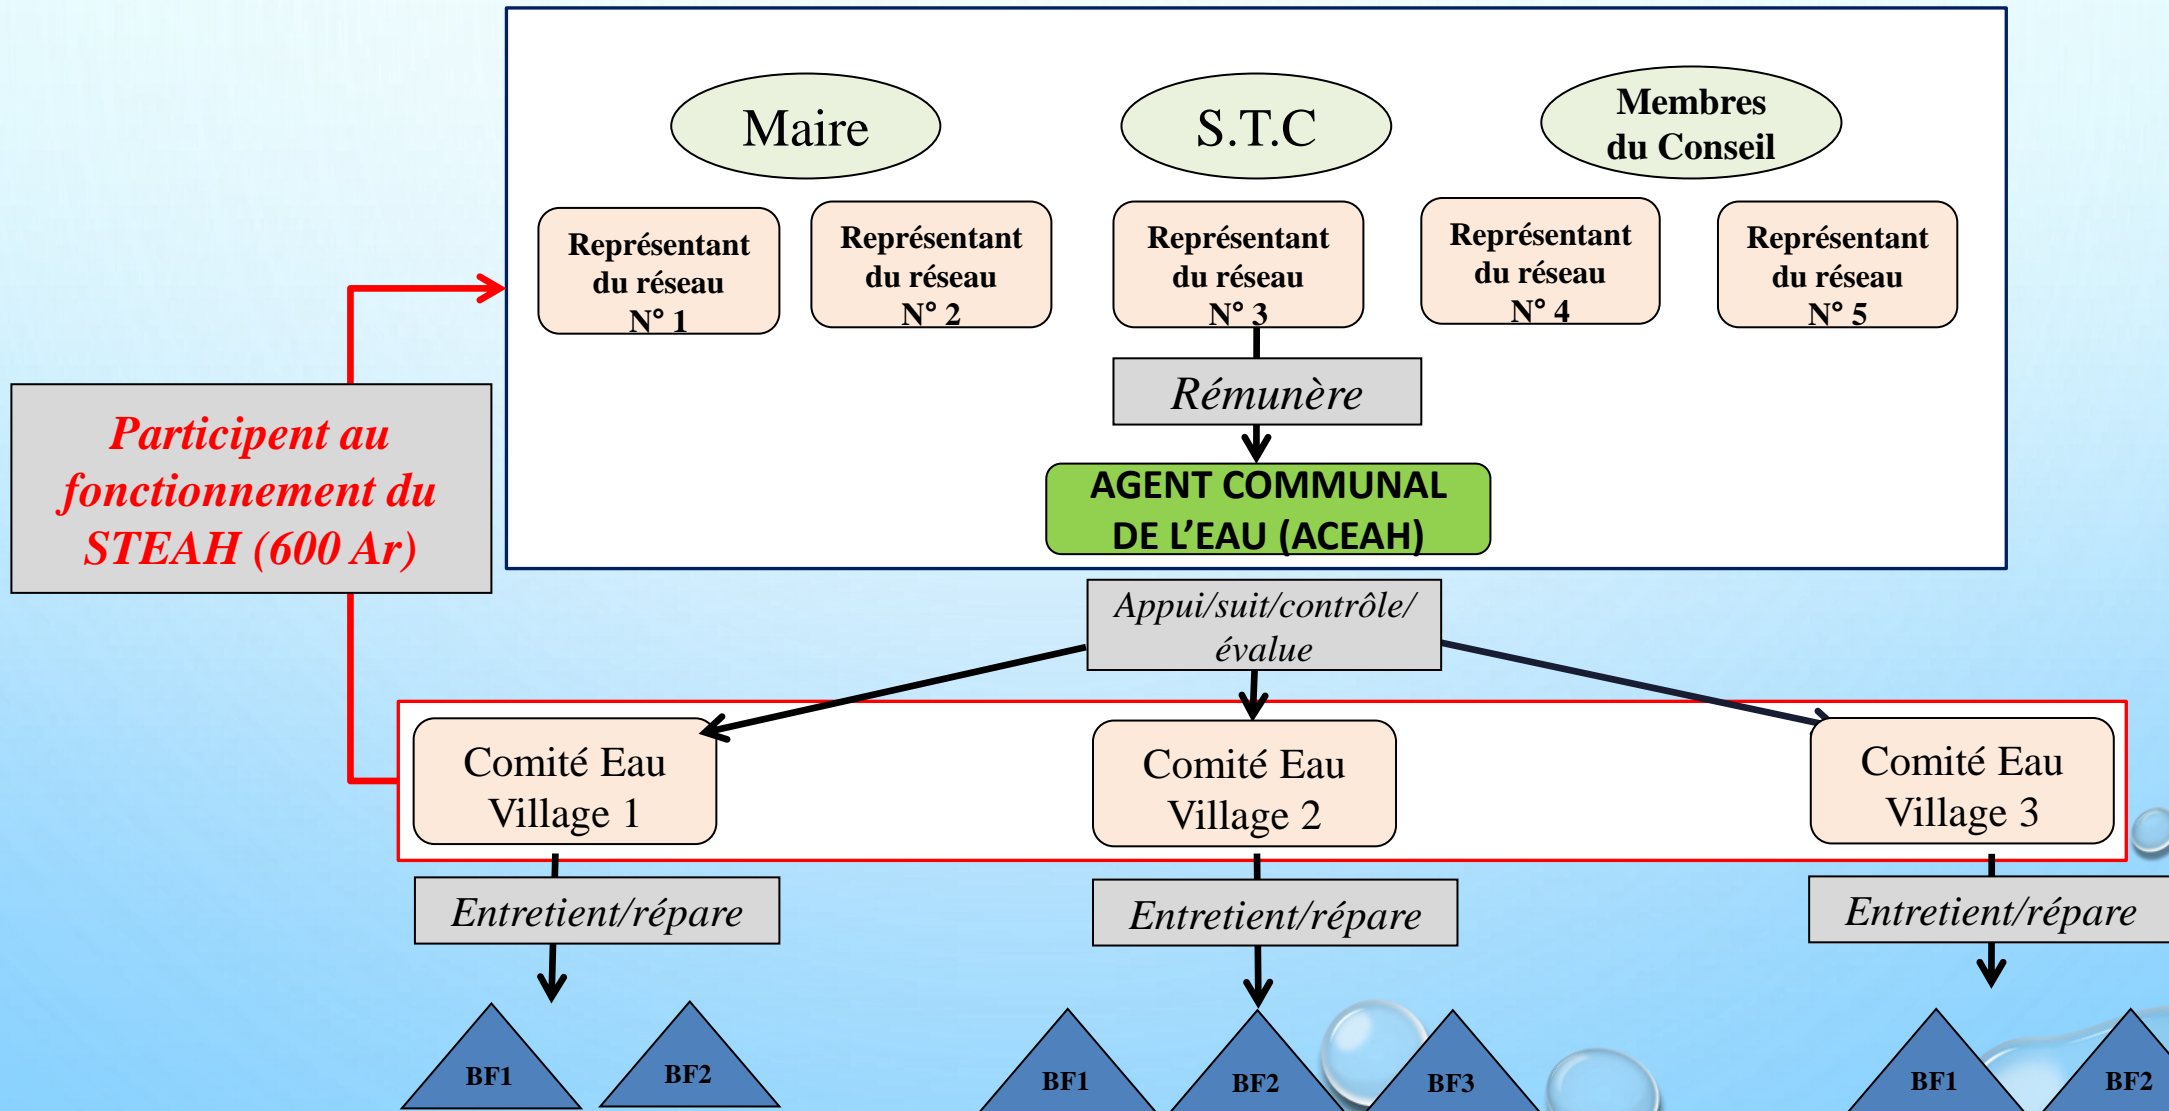 Maire
S.T.C
Membres
du Conseil
Représentant
du réseau
N° 1
Représentant
du réseau
N° 2
Représentant
du réseau
N° 3
Représentant
du réseau
N° 4
Représentant
du réseau
N° 5
Rémunère
Participent au
fonctionnement du
STEAH (600 Ar)
AGENT COMMUNAL
DE L’EAU (ACEAH)
Appui/suit/contrôle/
évalue
Comité Eau
Village 1
Comité Eau
Village 2
Comité Eau
Village 3
Entretient/répare
Entretient/répare
Entretient/répare
BF1
BF2
BF1
BF2
BF3
BF1
BF2